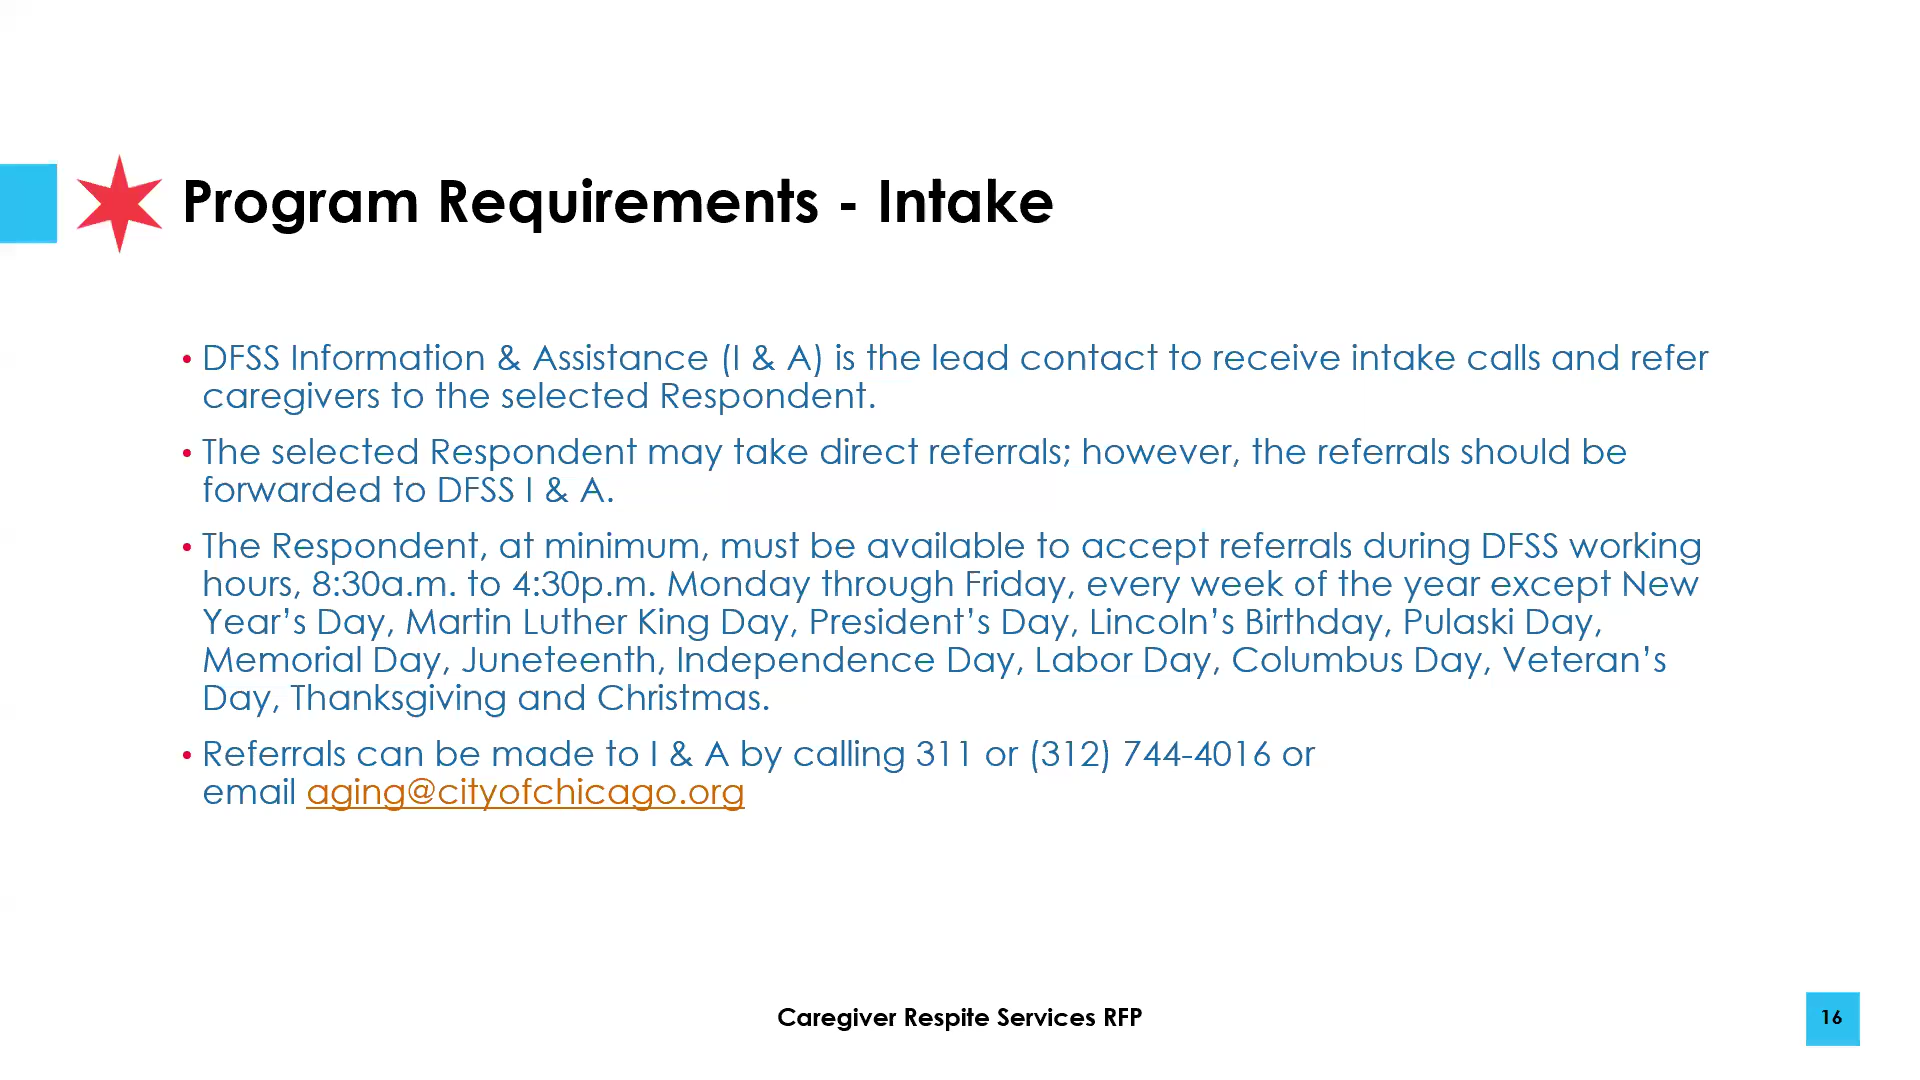 Program Requirements - Intake
• DFSS Information & Assistance (I & A) is the lead contact to receive intake calls and refer
caregivers to the selected Respondent.
• The selected Respondent may take direct referrals; however, the referrals should be
forwarded to DFSS I & A.
• The Respondent, at minimum, must be available to accept referrals during DFSS working
hours, 8:30a.m. to 4:30p.m. Monday through Friday, every week of the year except New
Year’s Day, Martin Luther King Day, President’s Day, Lincoln’s Birthday, Pulaski Day,
Memorial Day, Juneteenth, Independence Day, Labor Day, Columbus Day, Veteran’s
Day, Thanksgiving and Christmas.
• Referrals can be made to I & A by calling 311 or (312) 744-4016 or
email aging@cityofchicago.org
Caregiver Respite Services RFP
16